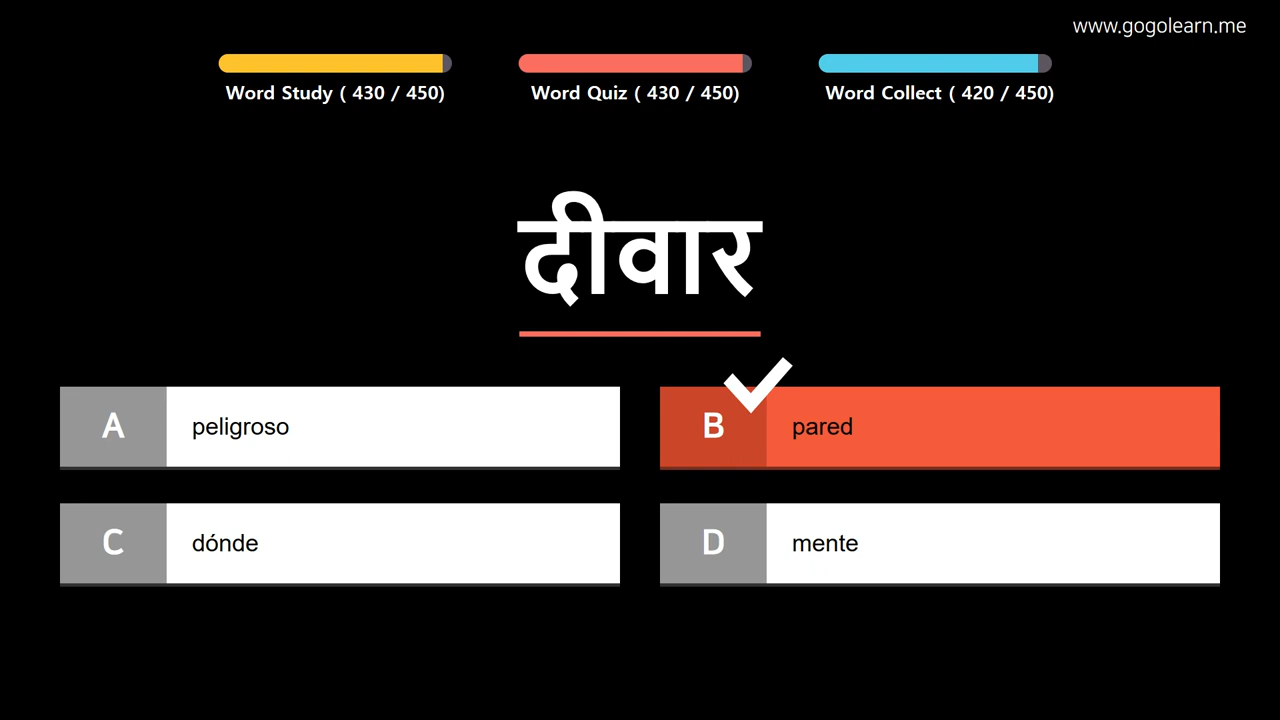 www.gogolearn.me
Word Study ( 430 / 450)
Word Quiz ( 430 / 450)
Word Collect ( 420 / 450)
दीवार
A peligroso
B pared
C dónde
D mente